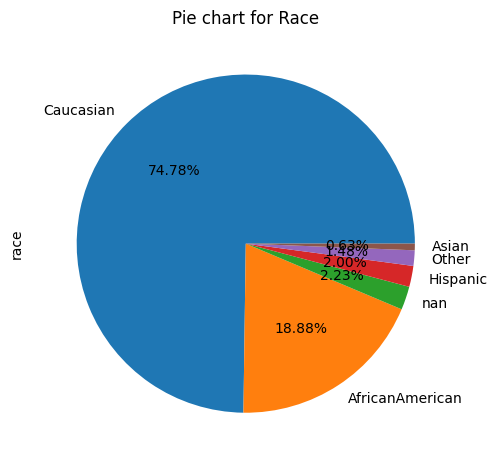 Pie chart for Race
Caucasian
74.78%
race
0.63%
Asian
1.48%
Other
2.00%
Hispanic
2.23%
nan
18.88%
AfricanAmerican